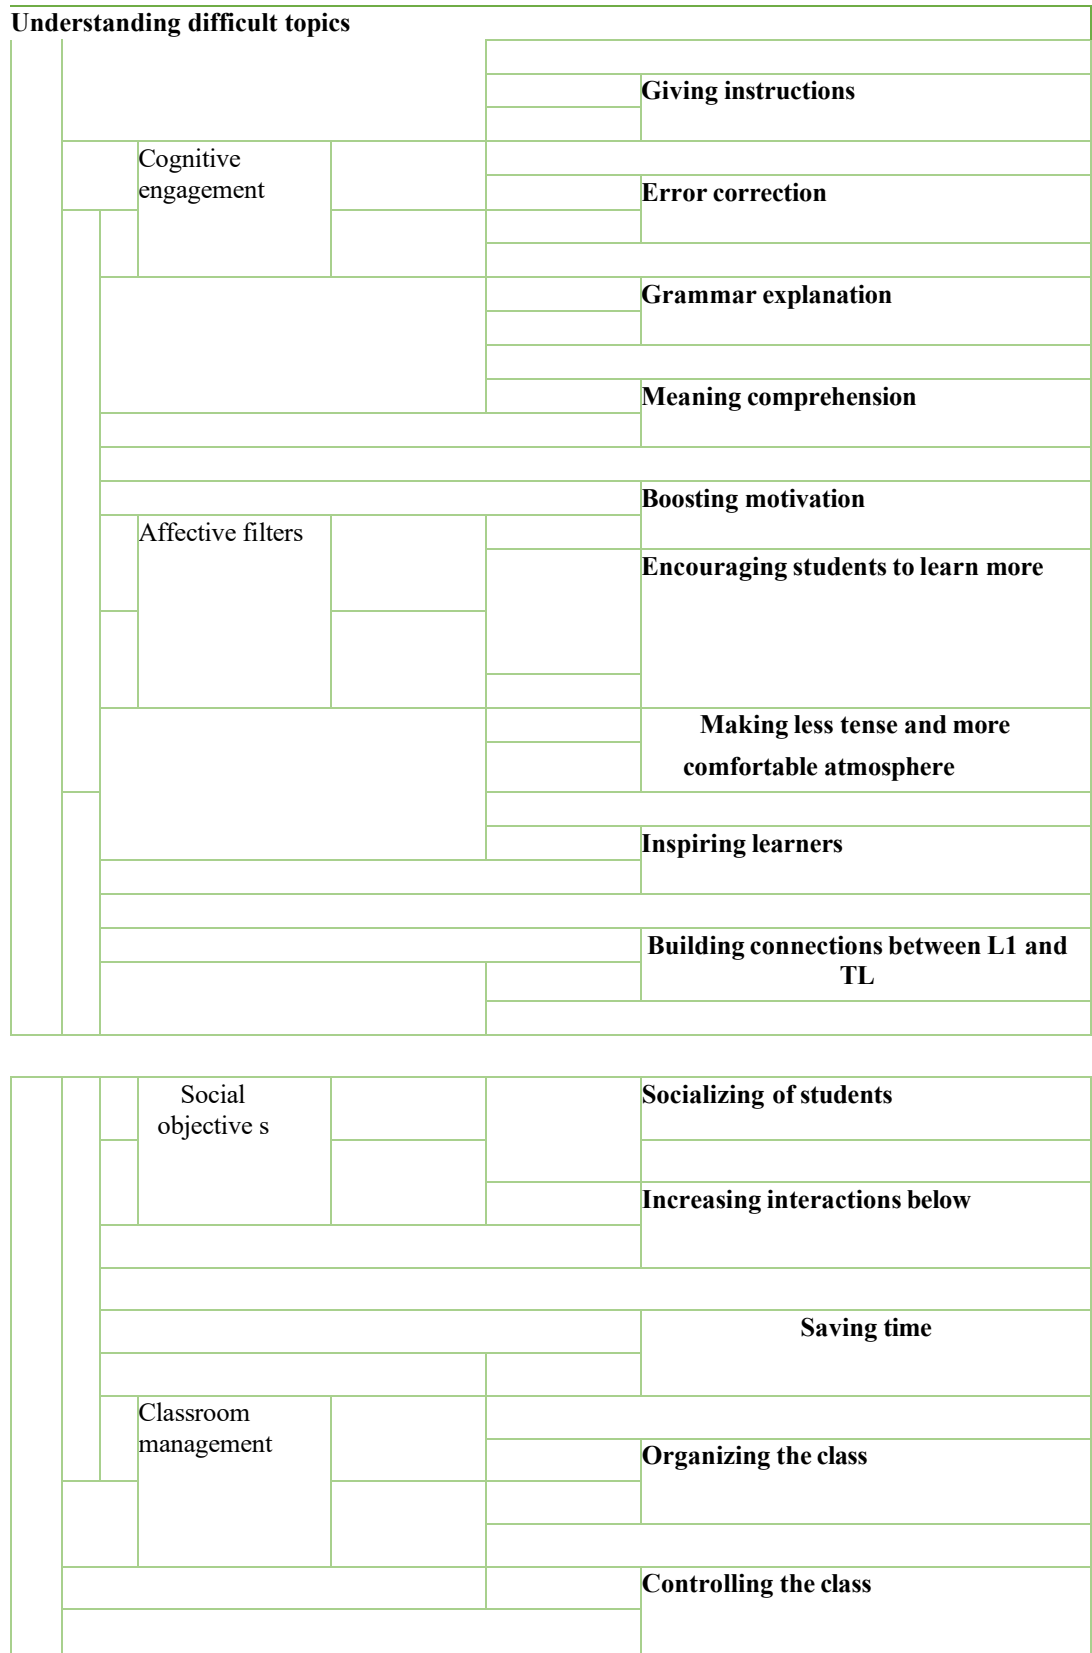 Understanding difficult topics
Giving instructions
Cognitive
engagement
Error correction
Grammar explanation
Meaning comprehension
Boosting motivation
Affective filters
Encouraging students to learn more
Making less tense and more
comfortable atmosphere
Inspiring learners
Building connections between L1 and
TL
Social
objective s
Socializing of students
Increasing interactions below
Saving time
Classroom
management
Organizing the class
Controlling the class